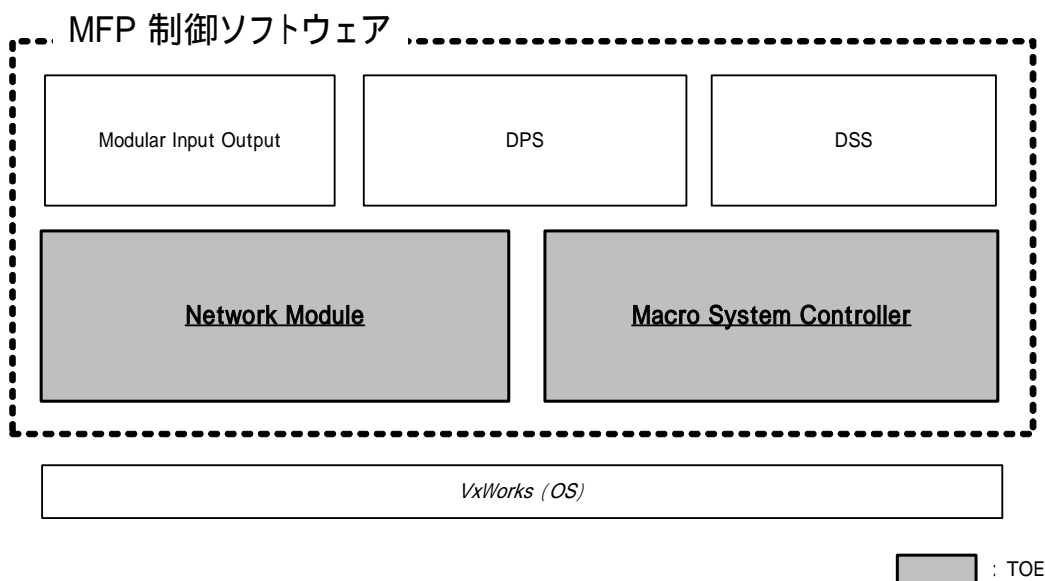 MFP 制御ソフトウェア
Modular Input Output
DPS
DSS
Network Module
Macro System Controller
VxWorks (OS)
: TOE